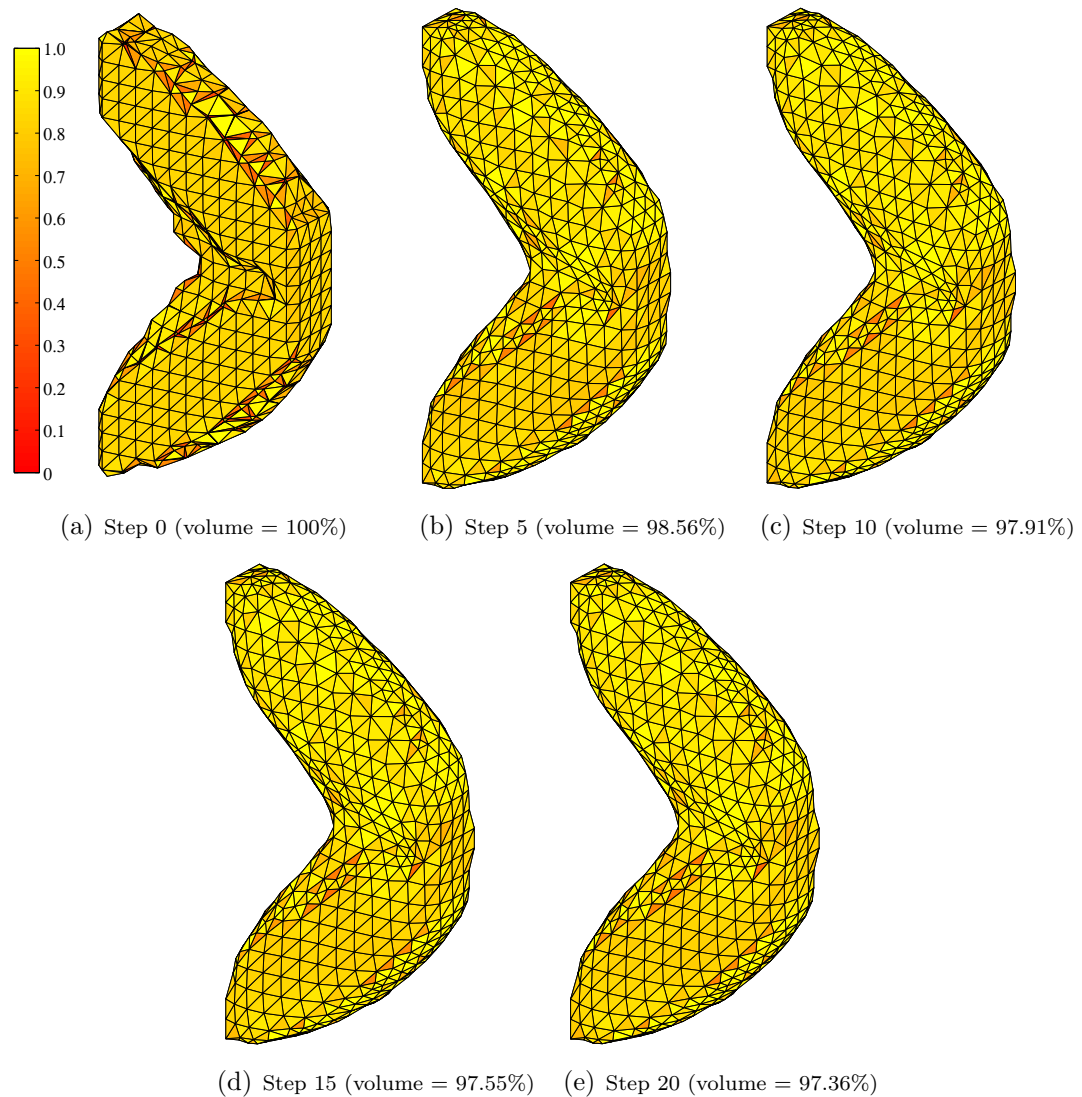 1.0
0.9
0.8
0.7
0.6
0.5
0.4
0.3
0.2
0.1
0
(a) Step 0 (volume = 100%)
(b) Step 5 (volume = 98.56%)
(c) Step 10 (volume = 97.91%)
(d) Step 15 (volume = 97.55%)
(e) Step 20 (volume = 97.36%)